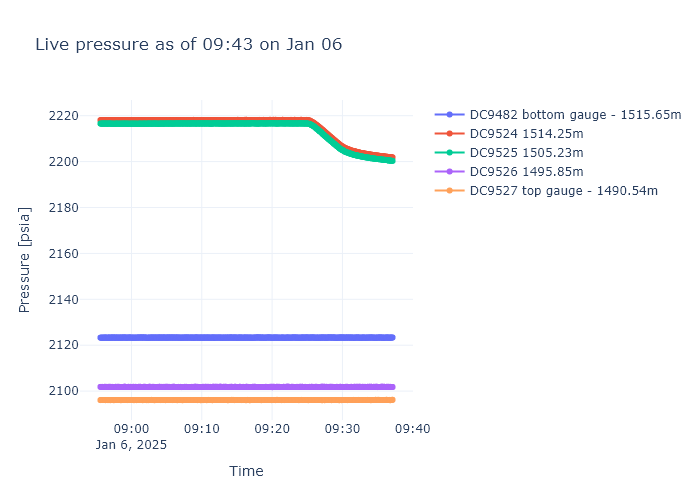 Live pressure as of 09:43 on Jan 06
DC9482 bottom gauge - 1515.65m
DC9524 1514.25m
DC9525 1505.23m
DC9526 1495.85m
DC9527 top gauge - 1490.54m
Pressure [psia]
2220
2200
2180
2160
2140
2120
2100
09:00 09:10 09:20 09:30 09:40
Jan 6, 2025
Time